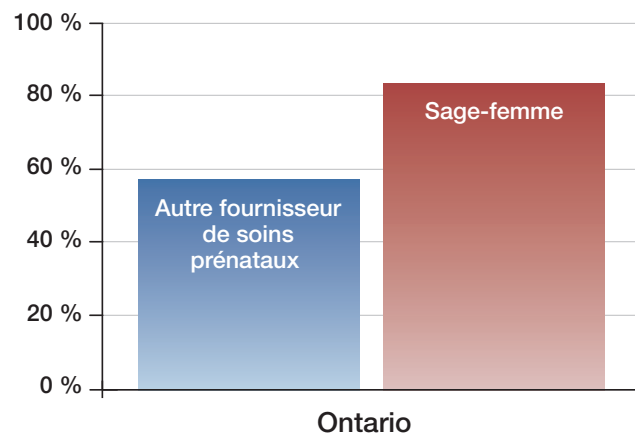 100 %
80 %
60 %
40 %
20 %
0 %
Autre fournisseur
de soins
prénataux
Sage-femme
Ontario